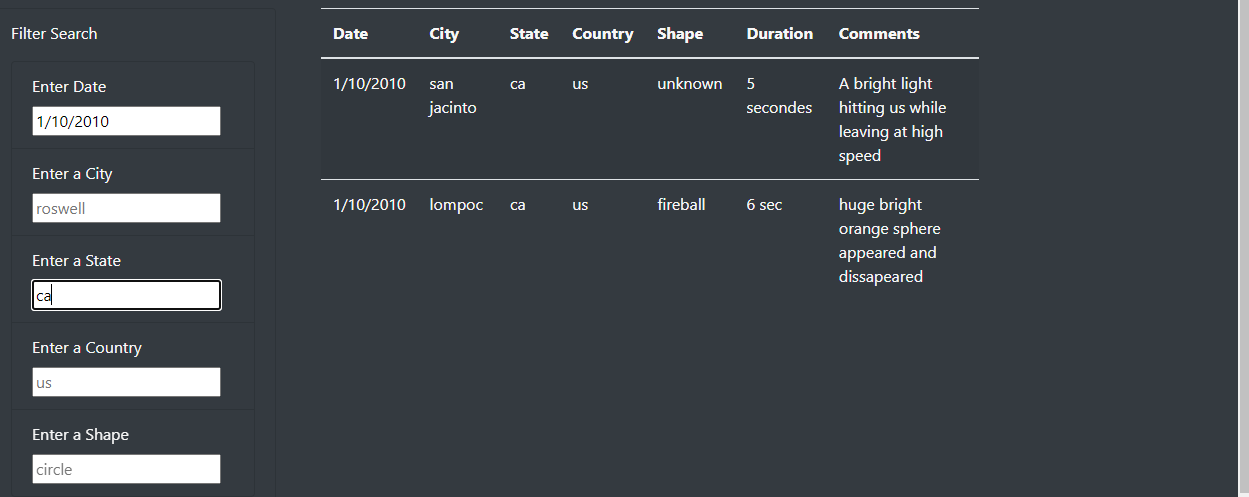 Filter Search
Enter Date
1/10/2010
Enter a City
roswell
Enter a State
ca
Enter a Country
us
Enter a Shape
circle
Date City State Country Shape Duration Comments
1/10/2010 san ca us unknown 5 A bright light
jacinto secondes hitting us while
leaving at high
speed
1/10/2010 lompoc ca us fireball 6 sec huge bright
orange sphere
appeared and
dissapeared